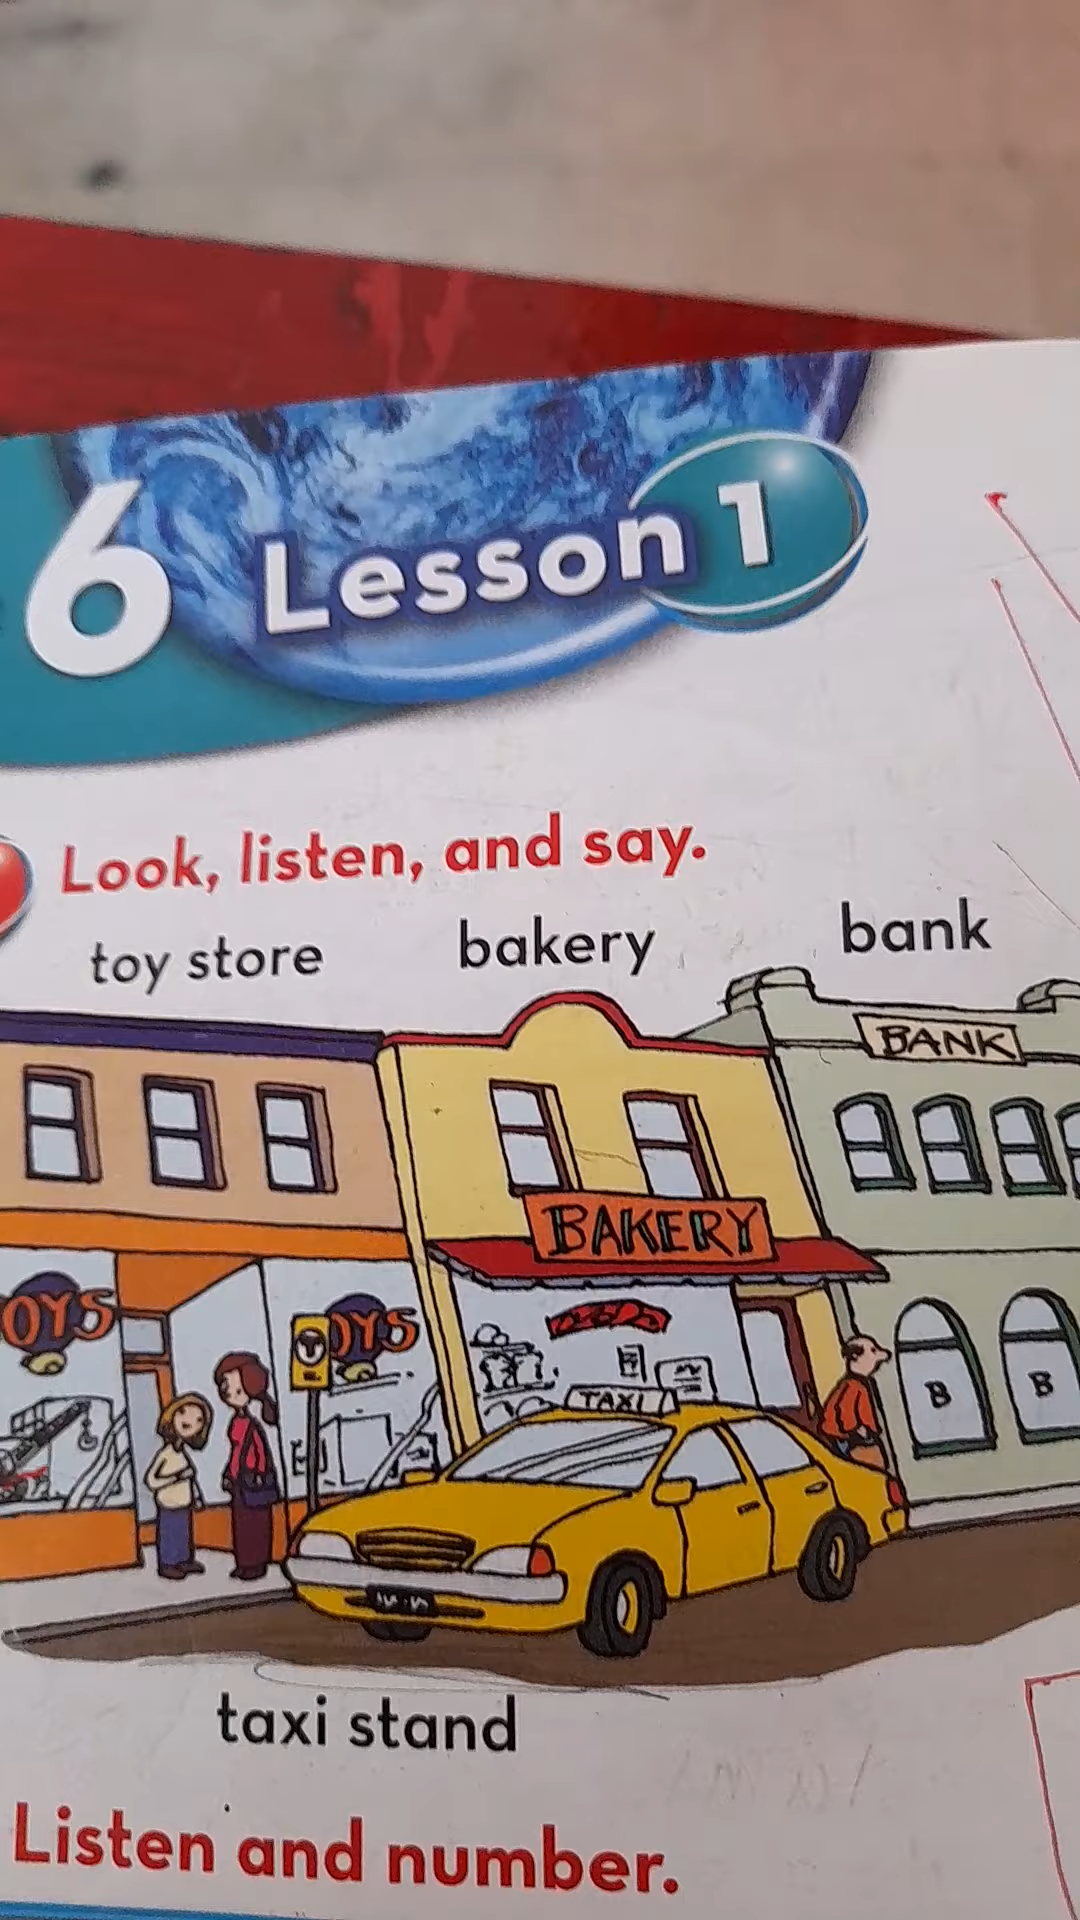 6 Lesson 1
Look, listen, and say.
toy store bakery bank
BANK
BAKERY
OYS OYS
TAXI
B B
taxi stand
Listen and number.